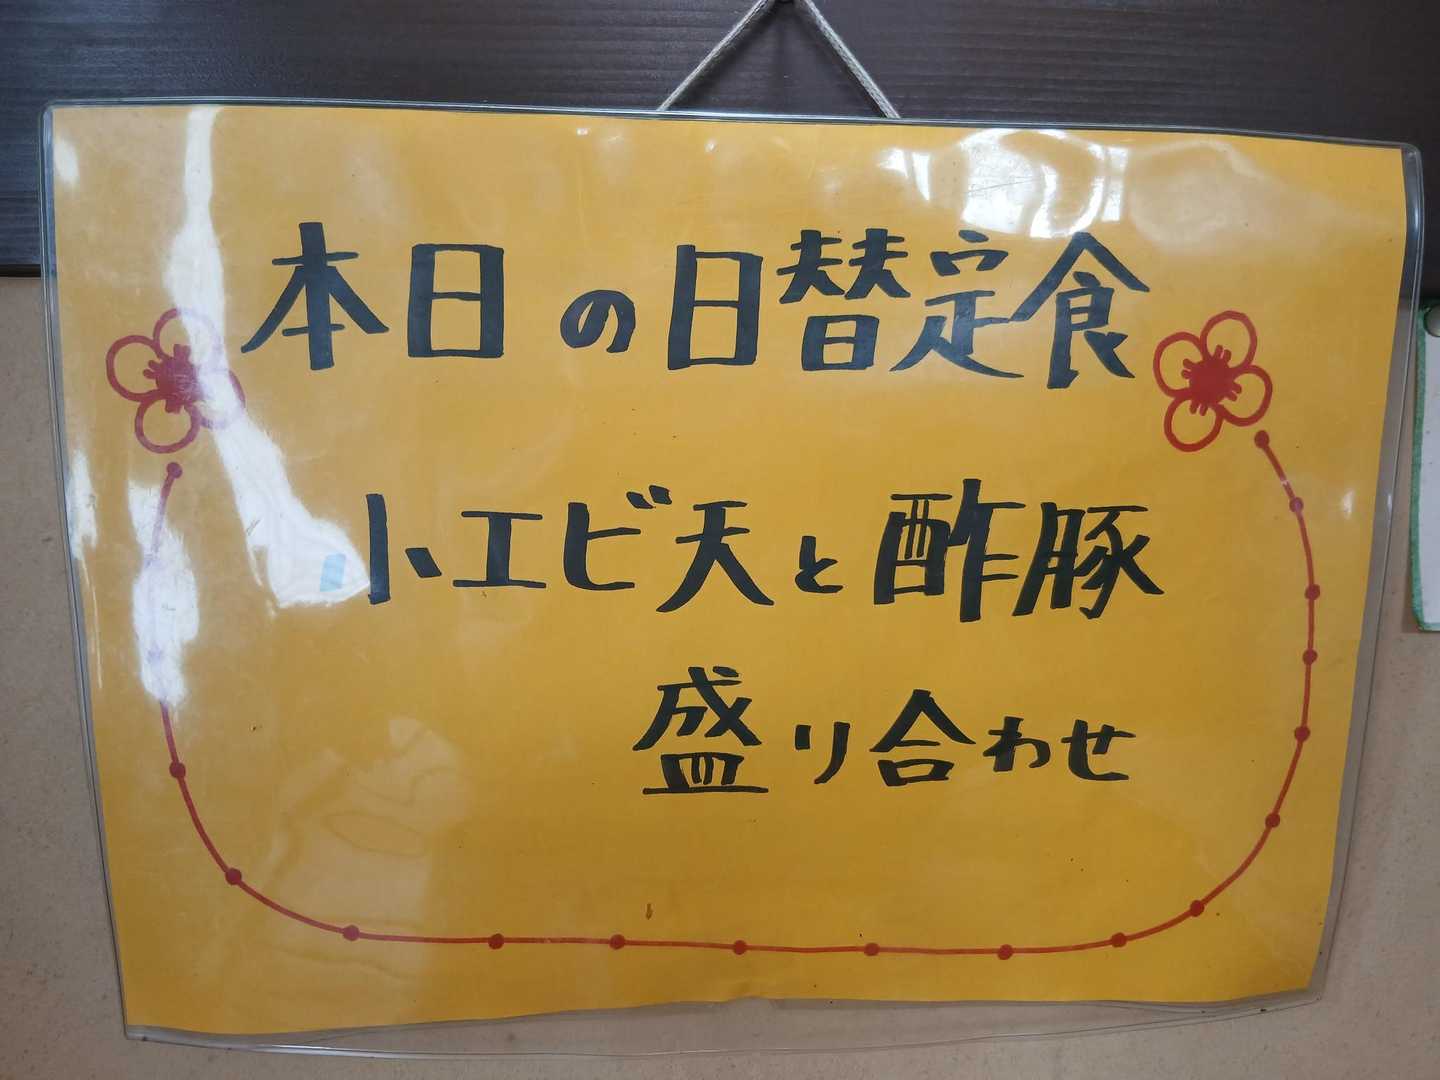 本日の日替定食
小エビ天と酢豚
盛り合わせ